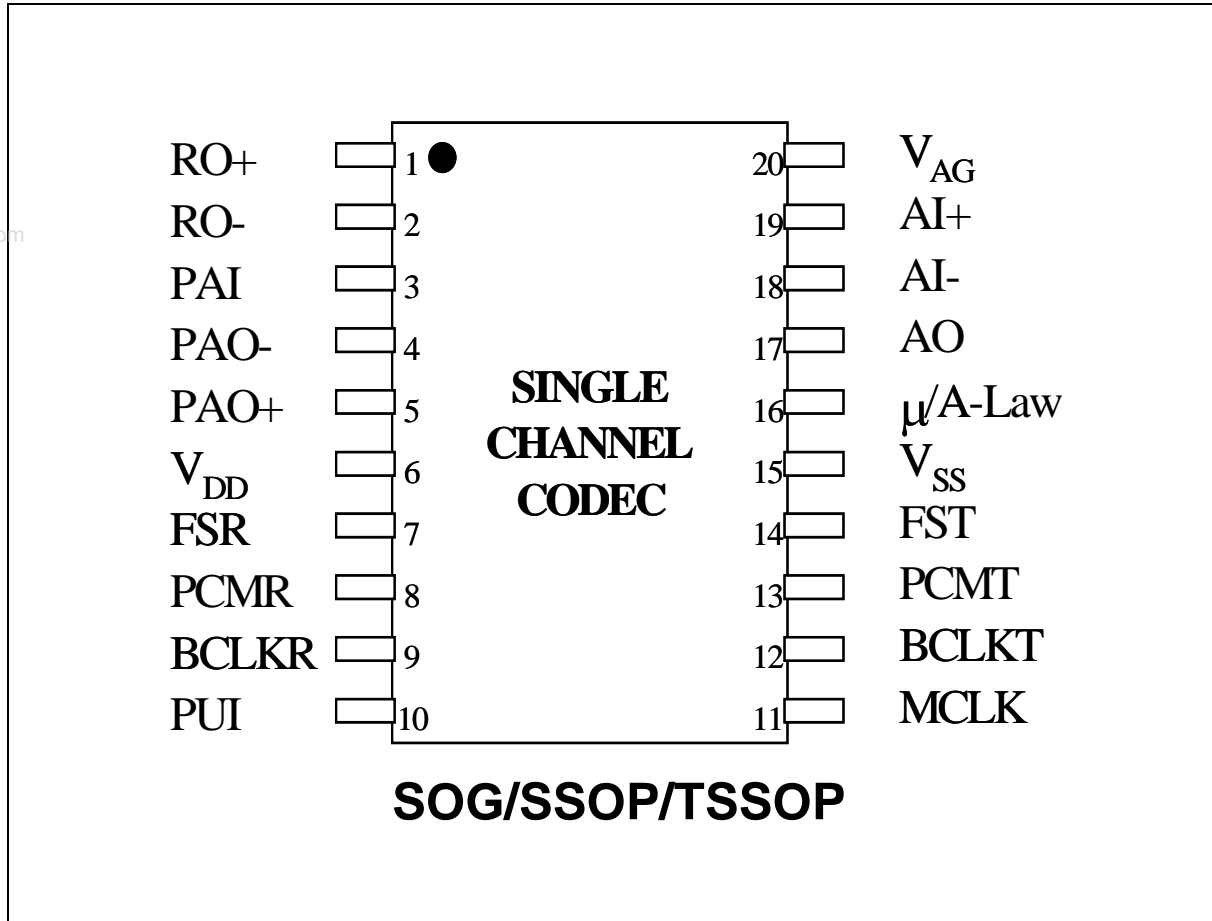 RO+ 1 20 VAG
om
RO- 2 19 AI+
PAI 3 18 AI-
PAO- 4 17 AO
PAO+ 5 16 μ/A-Law
VDD 6 15 VSS
FSR 7 14 FST
PCMR 8 13 PCMT
BCLKR 9 12 BCLKT
PUI 10 11 MCLK
SINGLE
CHANNEL
CODEC
SOG/SSOP/TSSOP